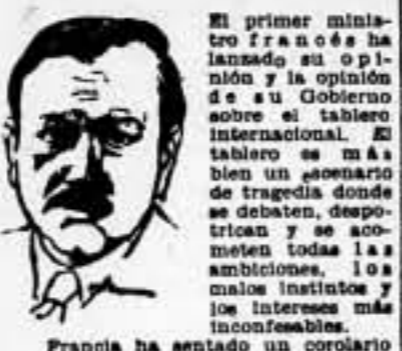 El primer minis-
tro francés ha
lanzado su opi-
nión y la opinión
de su Gobierno
sobre el tablero
internacional. El
tablero es más
bien un escenario
de tragedia donde
se debaten, despo-
trican y se aco-
meten todas las
ambiciones, los
malos instintos y
los intereses más
inconfesables.
Francia ha sentado un corolario